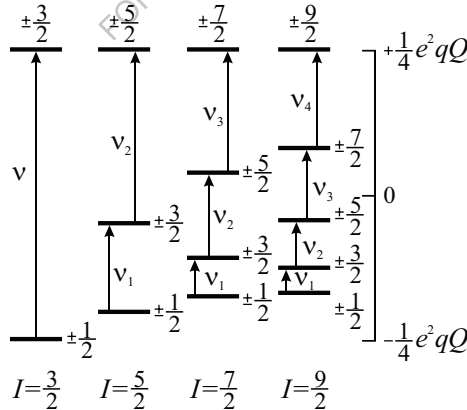 FOR
±3/2 ±5/2 ±7/2 ±9/2
+1/4 e²qQ
ν₃ ν₄
ν₂
±7/2
ν ±5/2
ν₃
0
±3/2 ν₂ ±5/2
ν₂
±3/2 ±3/2
ν₁ ν₁ ν₁
±1/2 ±1/2 ±1/2
±1/2
-1/4 e²qQ
I=3/2 I=5/2 I=7/2 I=9/2